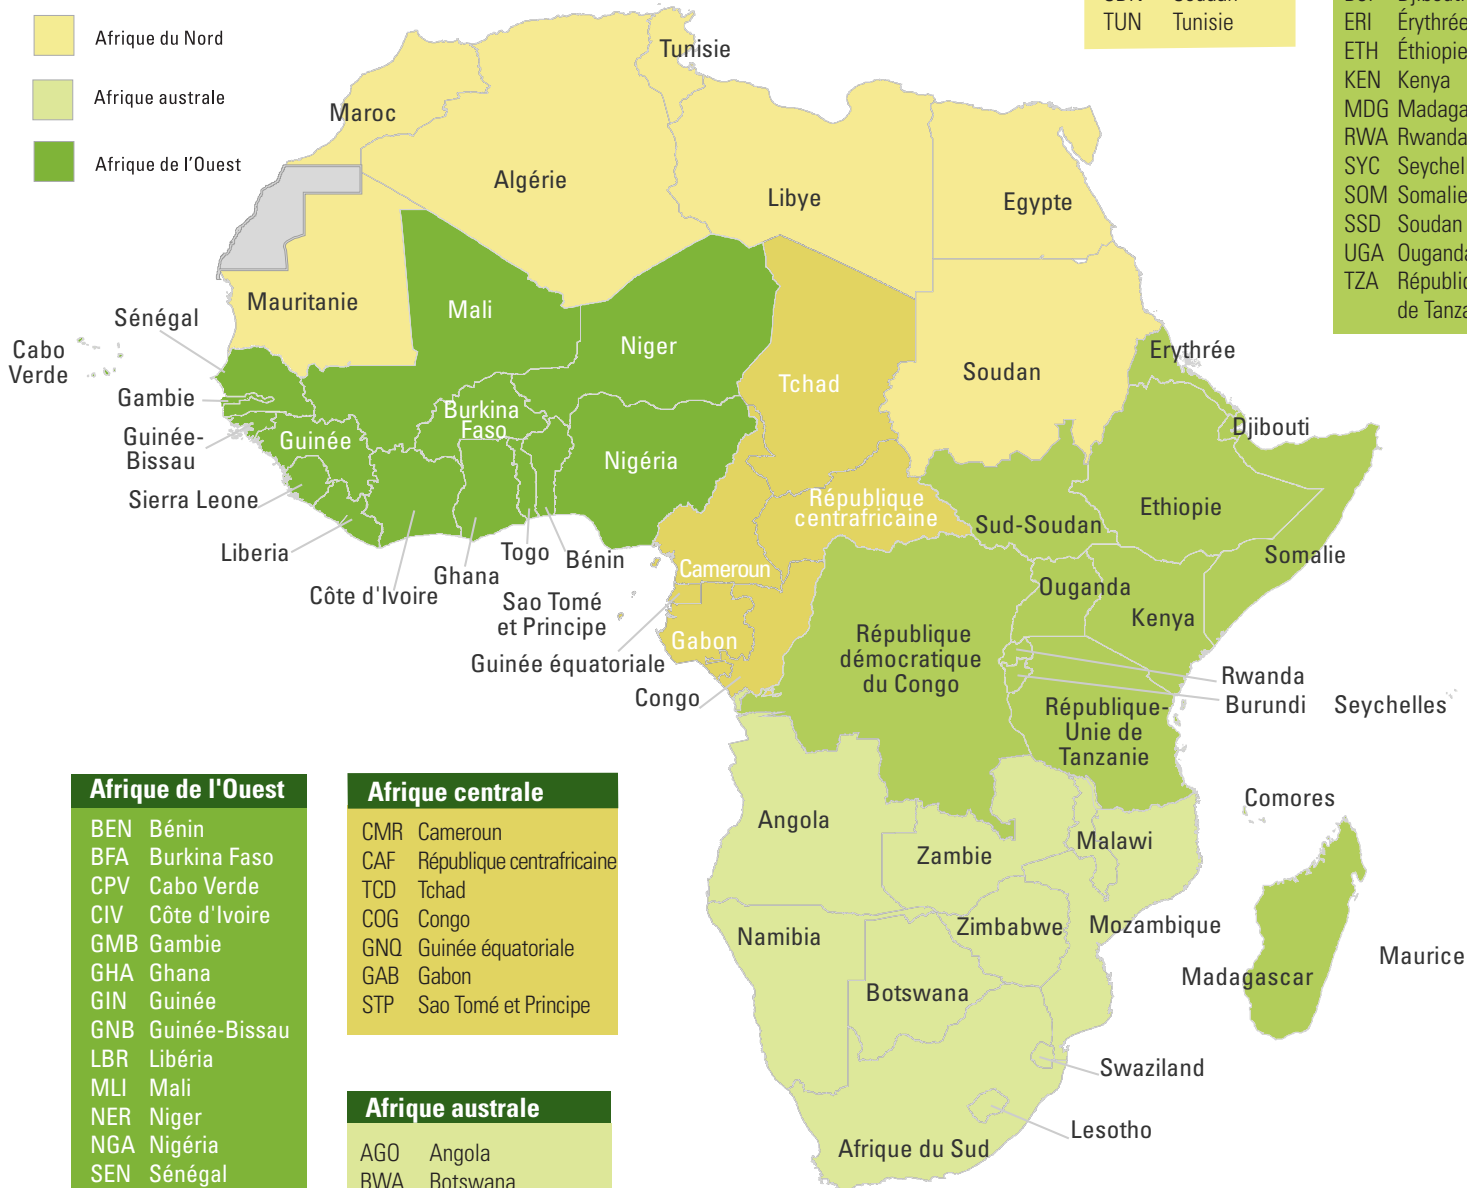 Afrique du Nord
Afrique australe
Afrique de l'Ouest
TUN Tunisie
ERI Érythrée
ETH Éthiopie
KEN Kenya
MDG
RWA Rwanda
SYC
SOM Somalie
SSD Soudan
UGA Ouganda
TZA
Tunisie
Maroc
Algérie
Libye
Egypte
Mauritanie
Mali
Niger
Tchad
Soudan
Erythrée
Sénégal
Cabo
Verde
Gambie
Guinée-
Bissau
Guinée
Burkina
Faso
Nigéria
Djibouti
Sierra Leone
République
centrafricaine
Sud-Soudan
Ethiopie
Somalie
Liberia
Côte d'Ivoire
Ghana
Togo
Bénin
Cameroun
Ouganda
Kenya
Sao Tomé
et Principe
Guinée équatoriale
Gabon
Congo
République
démocratique
du Congo
Rwanda
Burundi
Seychelles
République-
Unie de
Tanzanie
Comores
Angola
Zambie
Malawi
Namibia
Zimbabwe
Mozambique
Botswana
Madagascar
Maurice
Swaziland
Lesotho
Afrique du Sud
Afrique de l'Ouest
BEN Bénin
BFA Burkina Faso
CPV Cabo Verde
CIV Côte d'Ivoire
GMB Gambie
GHA Ghana
GIN Guinée
GNB Guinée-Bissau
LBR Libéria
MLI Mali
NER Niger
NGA Nigéria
SEN Sénégal
Afrique centrale
CMR Cameroun
CAF République centrafricaine
TCD Tchad
COG Congo
GNQ Guinée équatoriale
GAB Gabon
STP Sao Tomé et Principe
Afrique australe
AGO Angola
BWA Botswana